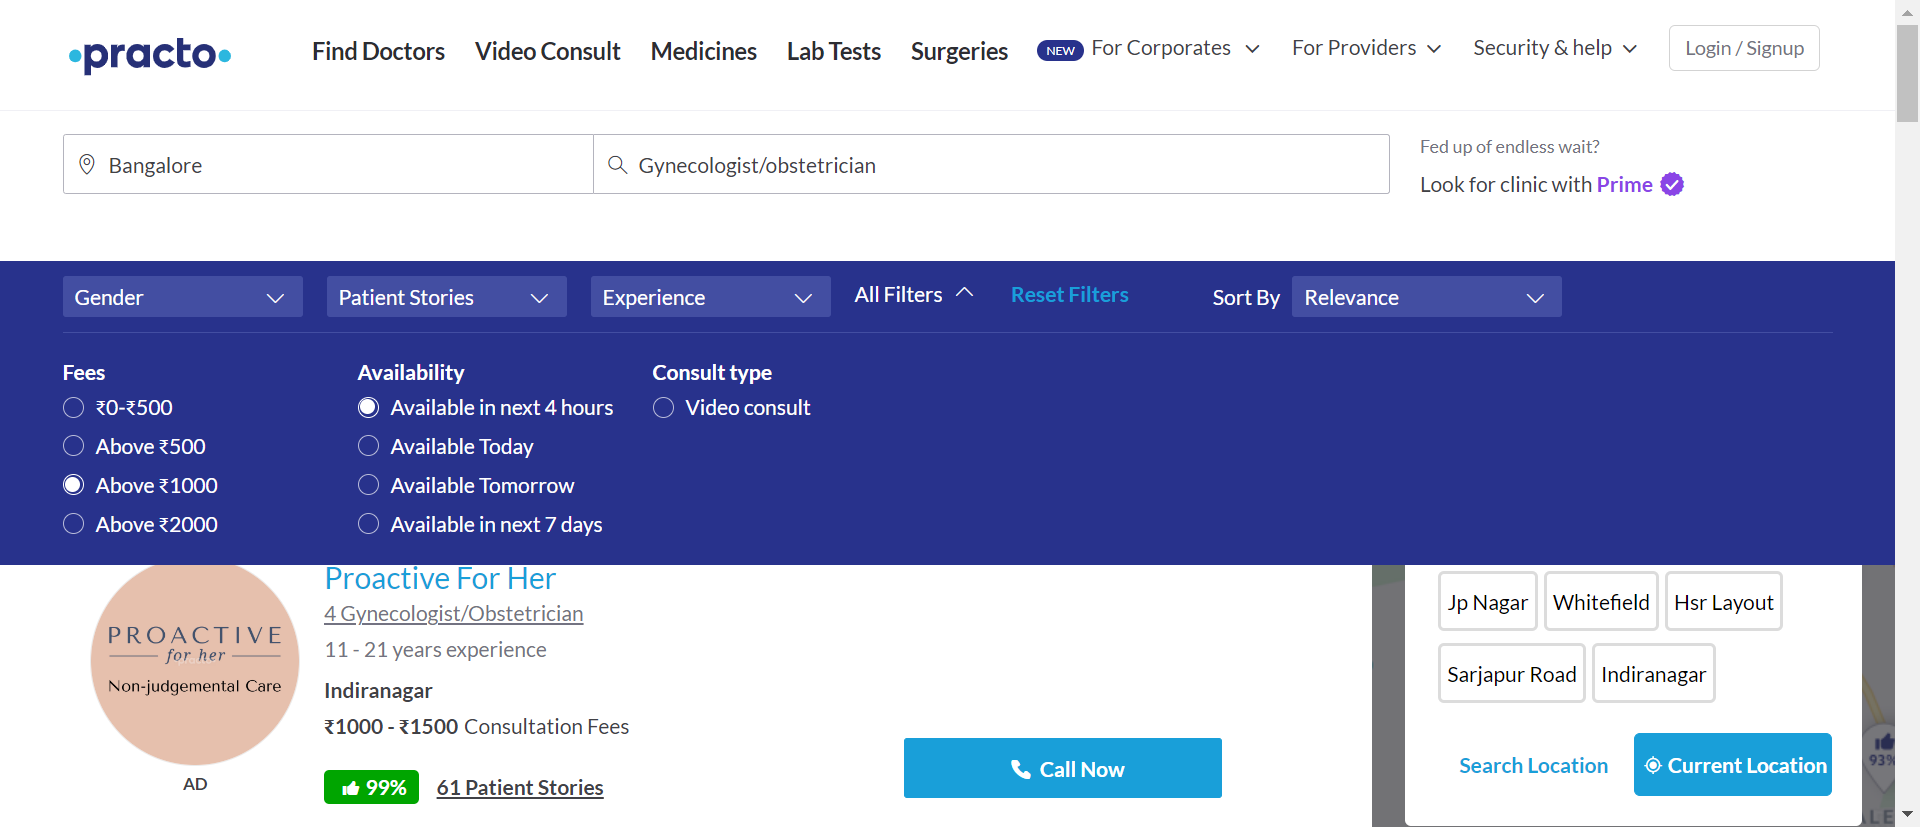 practo
Find Doctors
Video Consult
Medicines
Lab Tests
Surgeries
NEW For Corporates
For Providers
Security & help
Login / Signup
Bangalore
Gynecologist/obstetrician
Fed up of endless wait?
Look for clinic with Prime
Gender
Patient Stories
Experience
All Filters
Reset Filters
Sort By
Relevance
Fees
₹0-₹500
Above ₹500
Above ₹1000
Above ₹2000
Availability
Available in next 4 hours
Available Today
Available Tomorrow
Available in next 7 days
Consult type
Video consult
PROACTIVE
for her
Non-judgemental Care
AD
Proactive For Her
4 Gynecologist/Obstetrician
11 - 21 years experience
Indiranagar
₹1000 - ₹1500 Consultation Fees
99%
61 Patient Stories
Call Now
Jp Nagar
Whitefield
Hsr Layout
Sarjapur Road
Indiranagar
Search Location
Current Location
93%